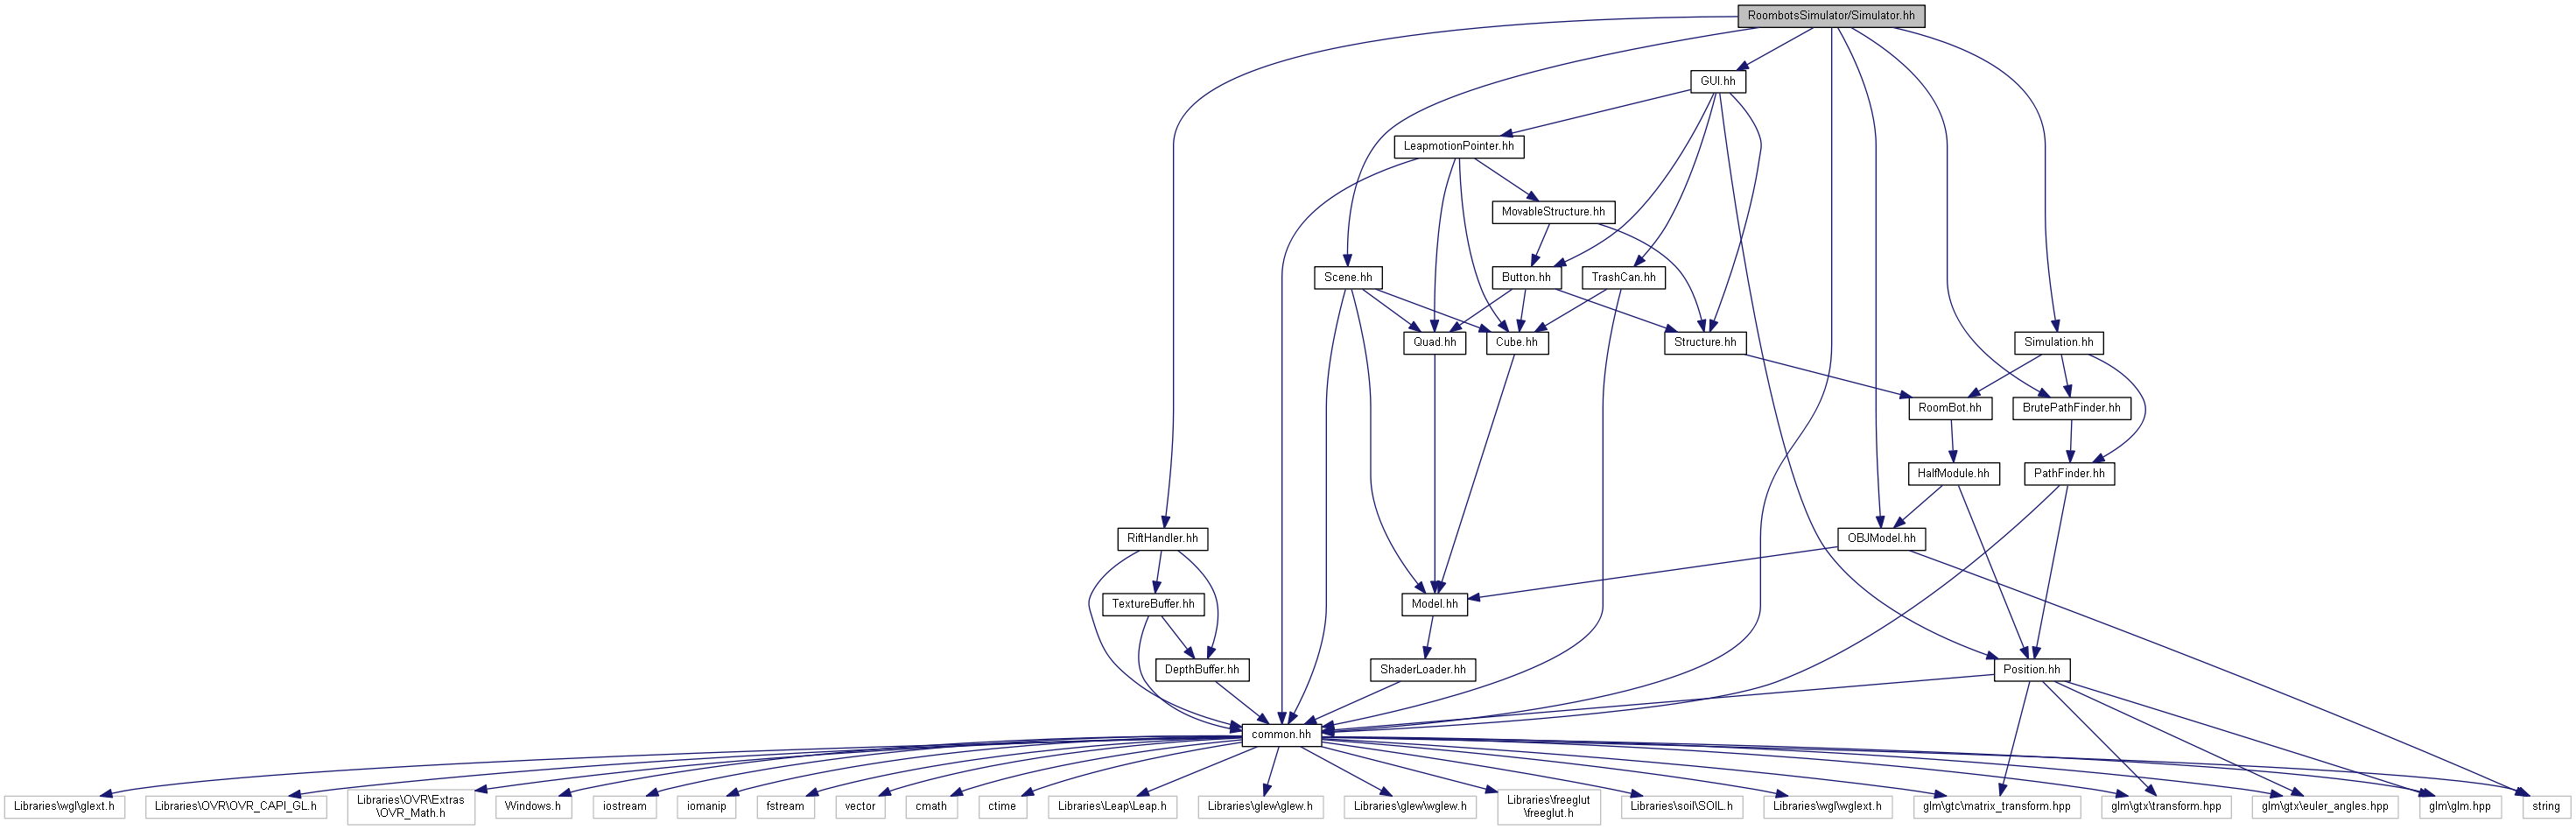 RoombotsSimulator/Simulator.hh
GUI.hh
LeapmotionPointer.hh
MovableStructure.hh
Scene.hh
Button.hh
TrashCan.hh
Quad.hh
Cube.hh
Structure.hh
Simulation.hh
RoomBot.hh
BrutePathFinder.hh
HalfModule.hh
PathFinder.hh
RiftHandler.hh
OBJModel.hh
TextureBuffer.hh
Model.hh
DepthBuffer.hh
ShaderLoader.hh
Position.hh
common.hh
Libraries\wgl\glext.h
Libraries\OVR\OVR_CAPI_GL.h
Libraries\OVR\Extras
\OVR_Math.h
Windows.h
iostream
iomanip
fstream
vector
cmath
ctime
Libraries\Leap\Leap.h
Libraries\glew\glew.h
Libraries\glew\wglew.h
Libraries\freeglut
\freeglut.h
Libraries\soil\SOIL.h
Libraries\wgl\wglext.h
glm\gtc\matrix_transform.hpp
glm\gtx\transform.hpp
glm\gtx\euler_angles.hpp
glm\glm.hpp
string